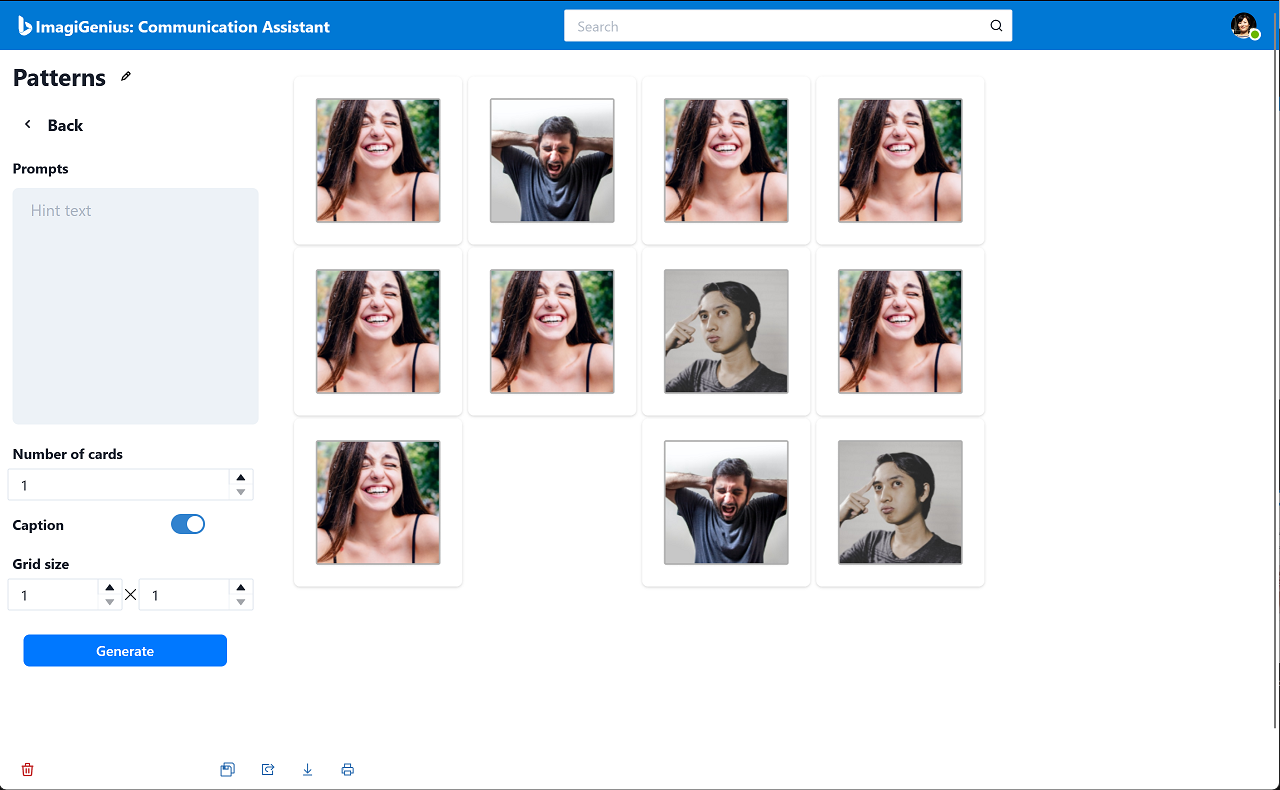 ImagiGenius: Communication Assistant
Search
Patterns
Back
Prompts
Hint text
Number of cards
1
Caption
Grid size
1
1
Generate